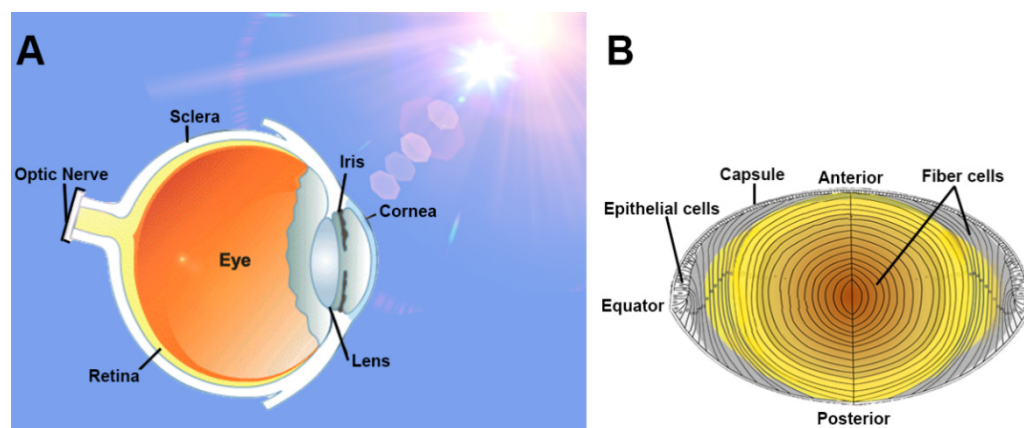 A
Sclera
Optic Nerve
Iris
Cornea
Eye
Lens
Retina
B
Capsule
Anterior
Fiber cells
Epithelial cells
Equator
Posterior